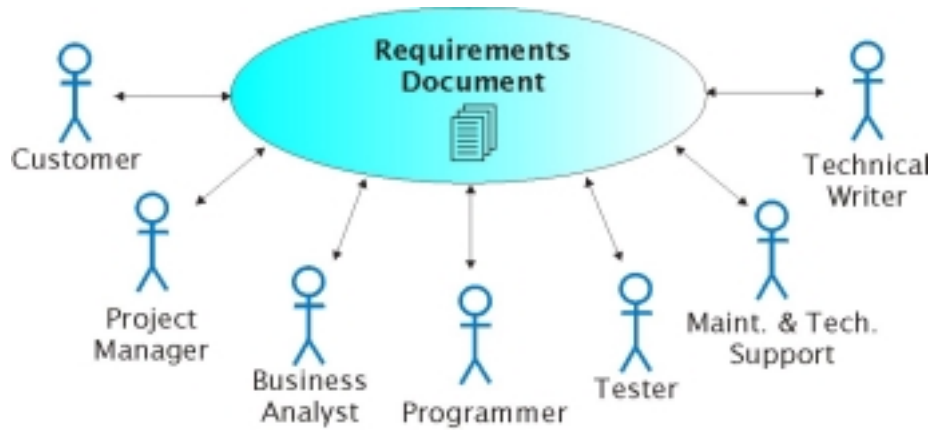 Requirements
Document
Customer
Technical
Writer
Project
Manager
Maint. & Tech.
Support
Business
Analyst
Programmer
Tester